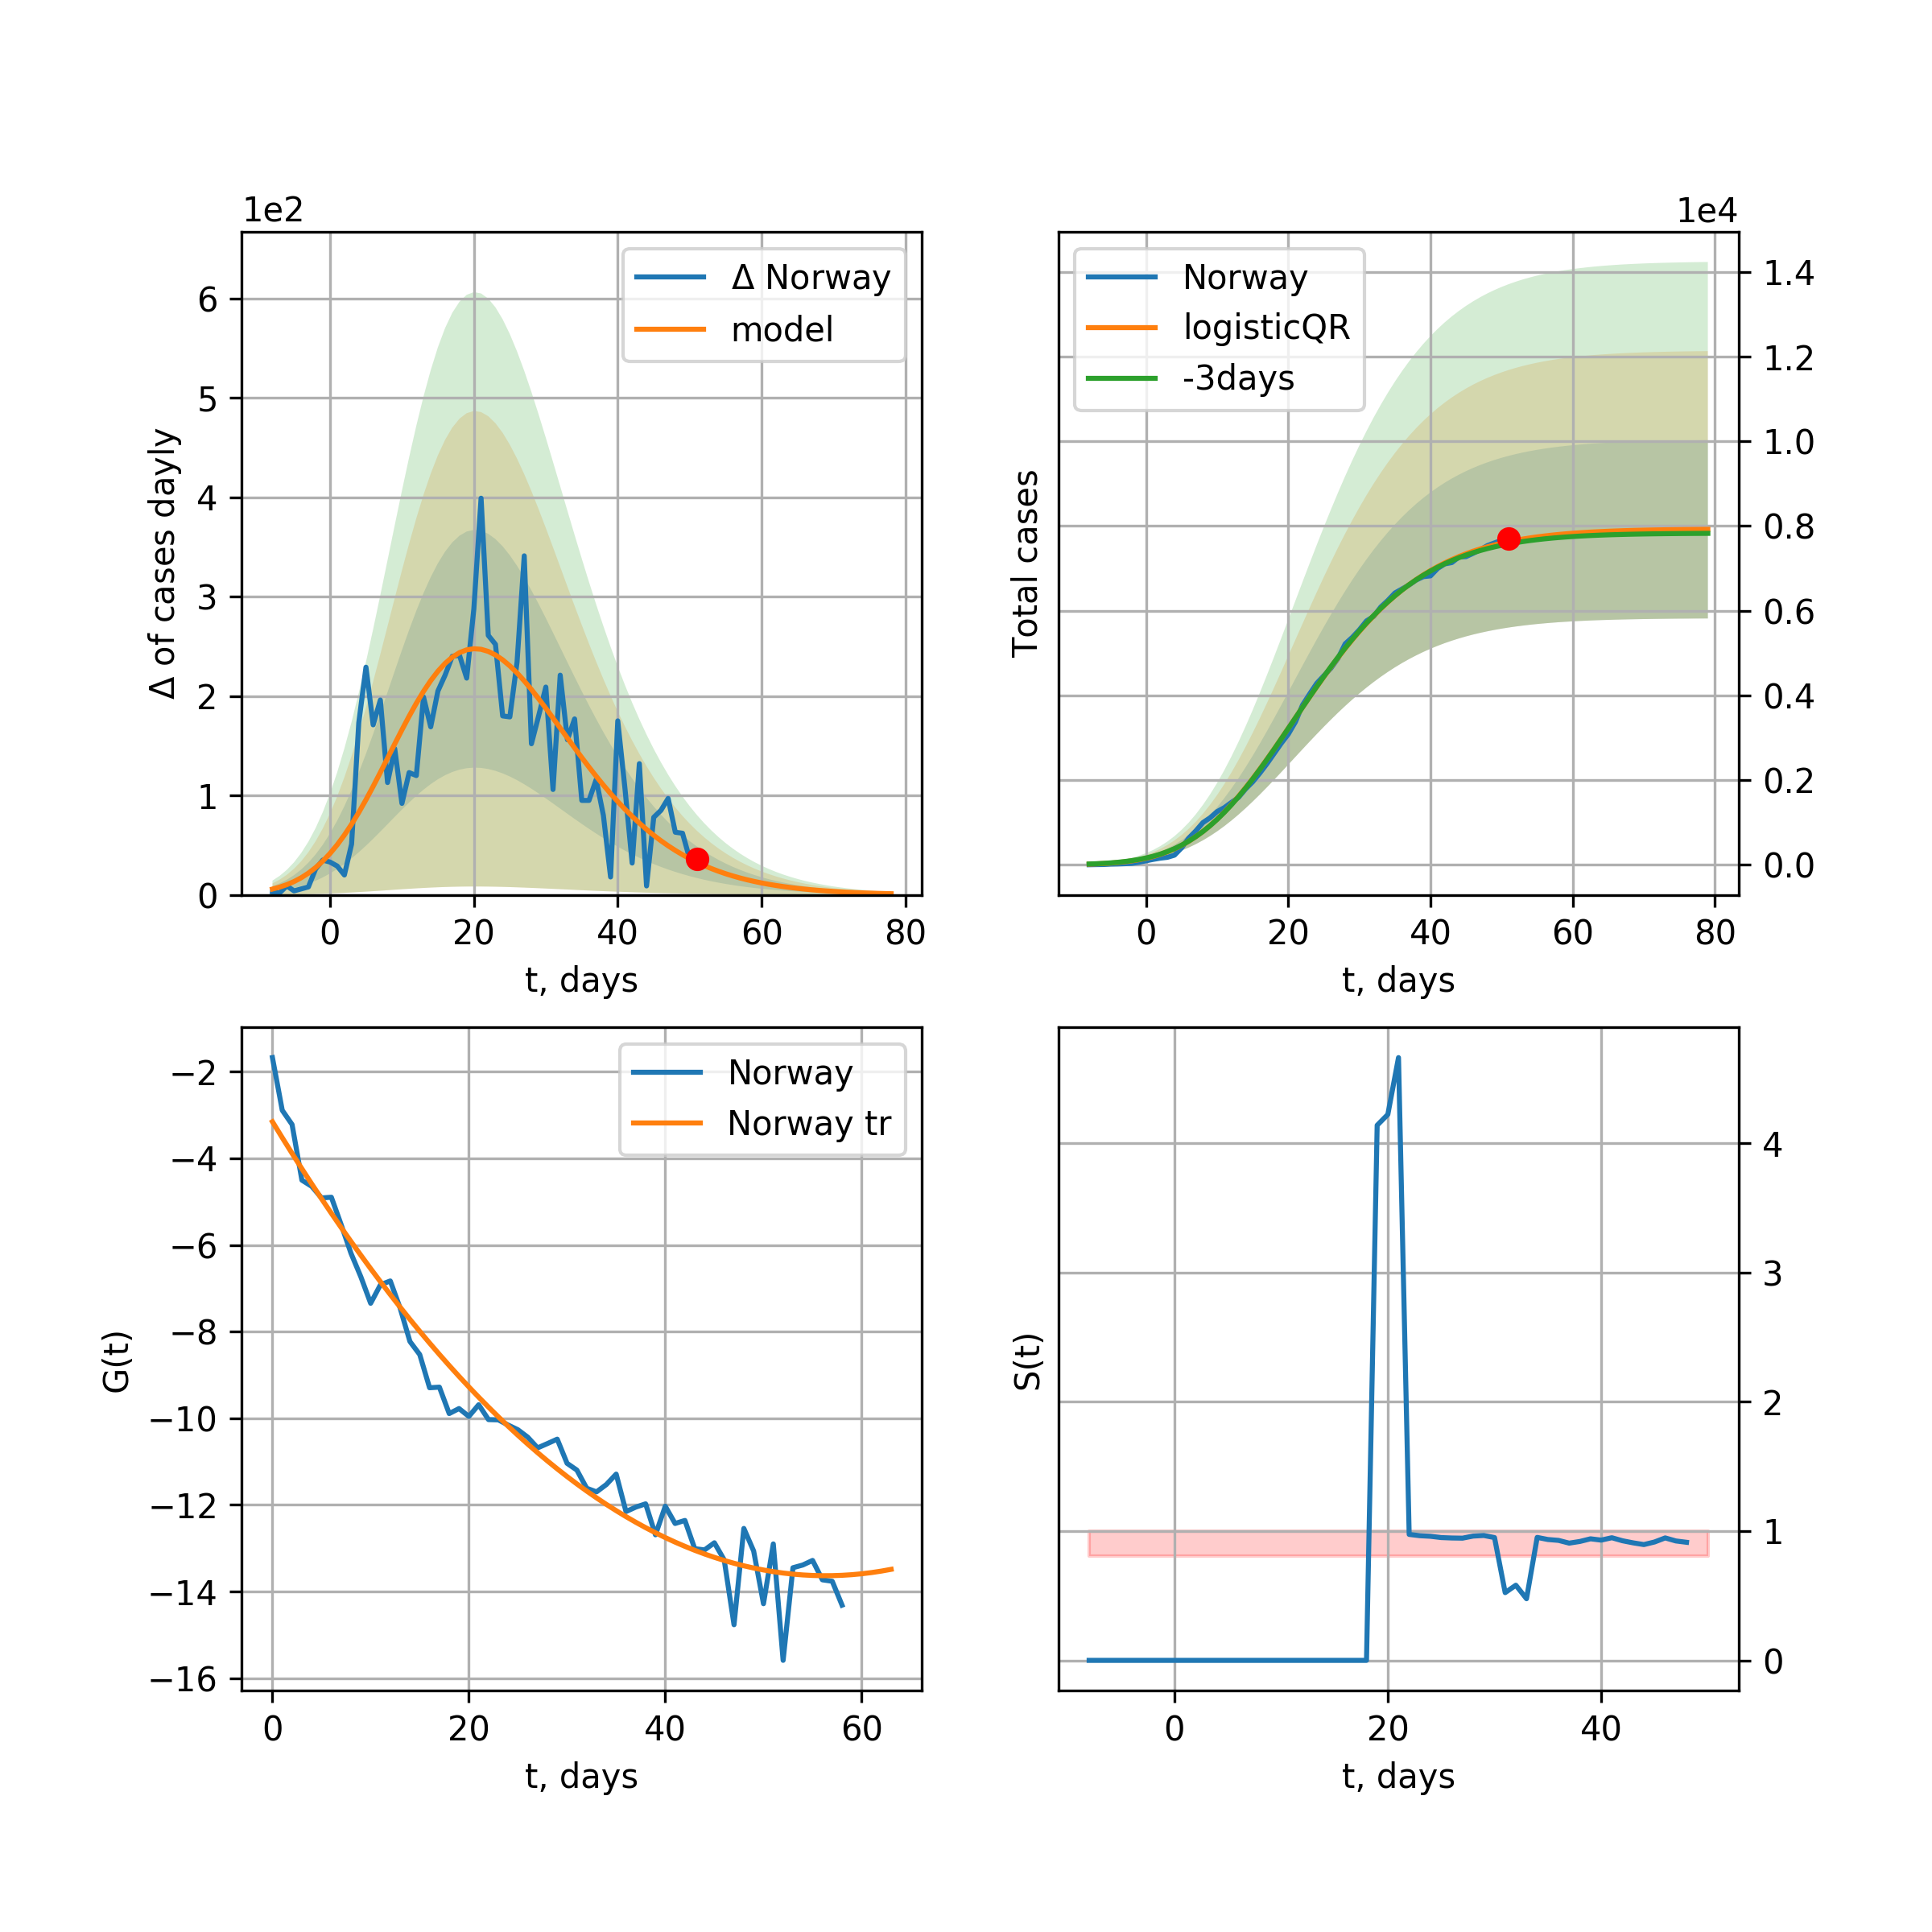 1e2
Δ of cases dayly
6
5
4
3
2
1
0
Δ Norway
model
0 20 40 60 80
t, days
1e4
Total cases
Norway
logisticQR
-3days
1.4
1.2
1.0
0.8
0.6
0.4
0.2
0.0
0 20 40 60 80
t, days
G(t)
−2
−4
−6
−8
−10
−12
−14
−16
Norway
Norway tr
0 20 40 60
t, days
S(t)
4
3
2
1
0
0 20 40
t, days